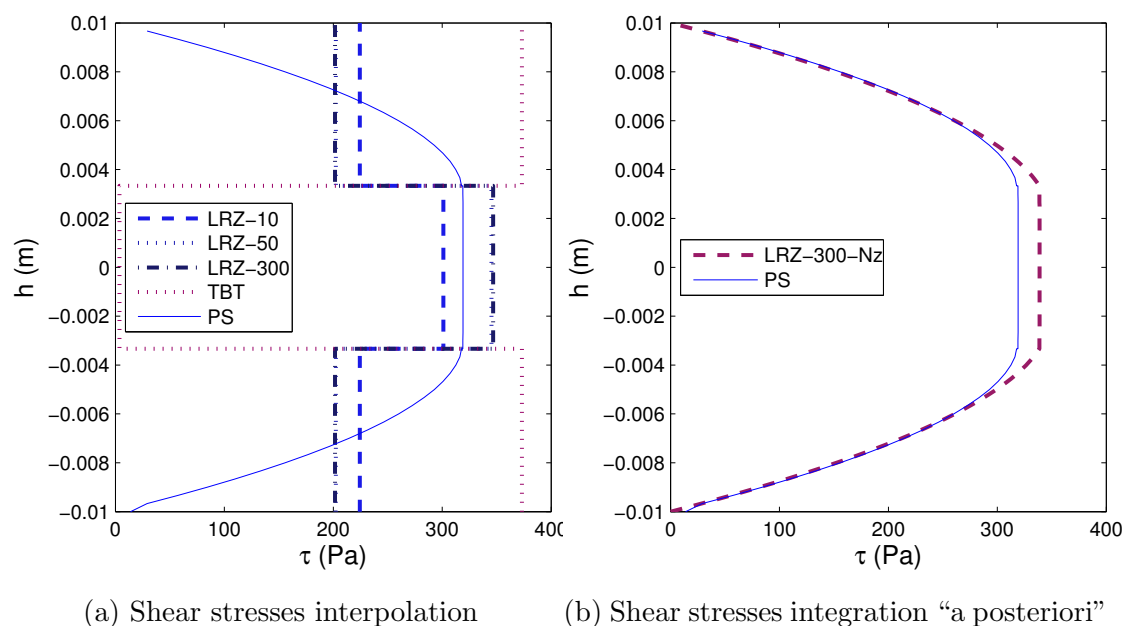 0.01
0.008
0.006
0.004
0.002
0
−0.002
−0.004
−0.006
−0.008
−0.01
h (m)
0
100
200
300
400
τ (Pa)
LRZ−10
LRZ−50
LRZ−300
TBT
PS
(a) Shear stresses interpolation
0.01
0.008
0.006
0.004
0.002
0
−0.002
−0.004
−0.006
−0.008
−0.01
h (m)
0
100
200
300
400
τ (Pa)
LRZ−300−Nz
PS
(b) Shear stresses integration “a posteriori”